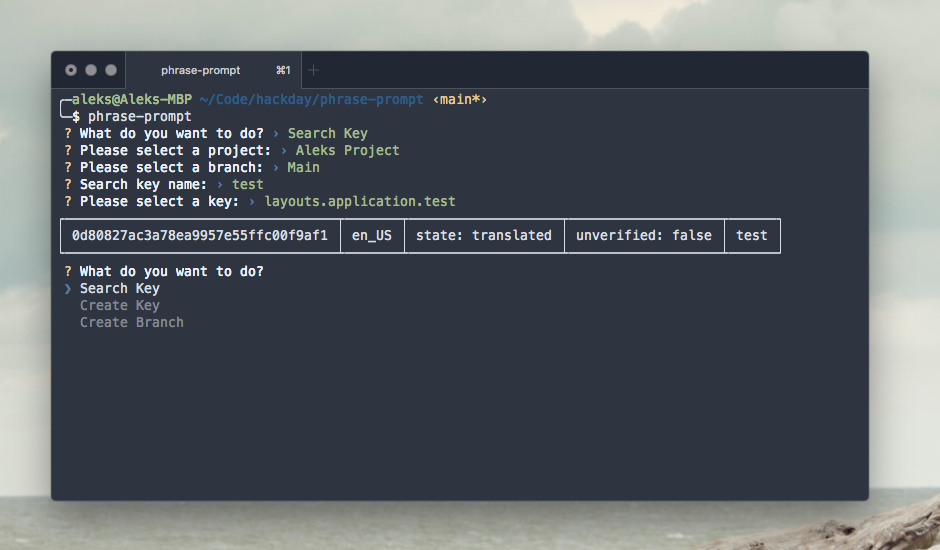 phrase-prompt ⌘1
aleks@Aleks-MBP ~/Code/hackday/phrase-prompt ‹main*›
$ phrase-prompt
? What do you want to do? › Search Key
? Please select a project: › Aleks Project
? Please select a branch: › Main
? Search key name: › test
? Please select a key: › layouts.application.test
0d80827ac3a78ea9957e55ffc00f9af1 en_US state: translated unverified: false test
? What do you want to do?
❯ Search Key
Create Key
Create Branch